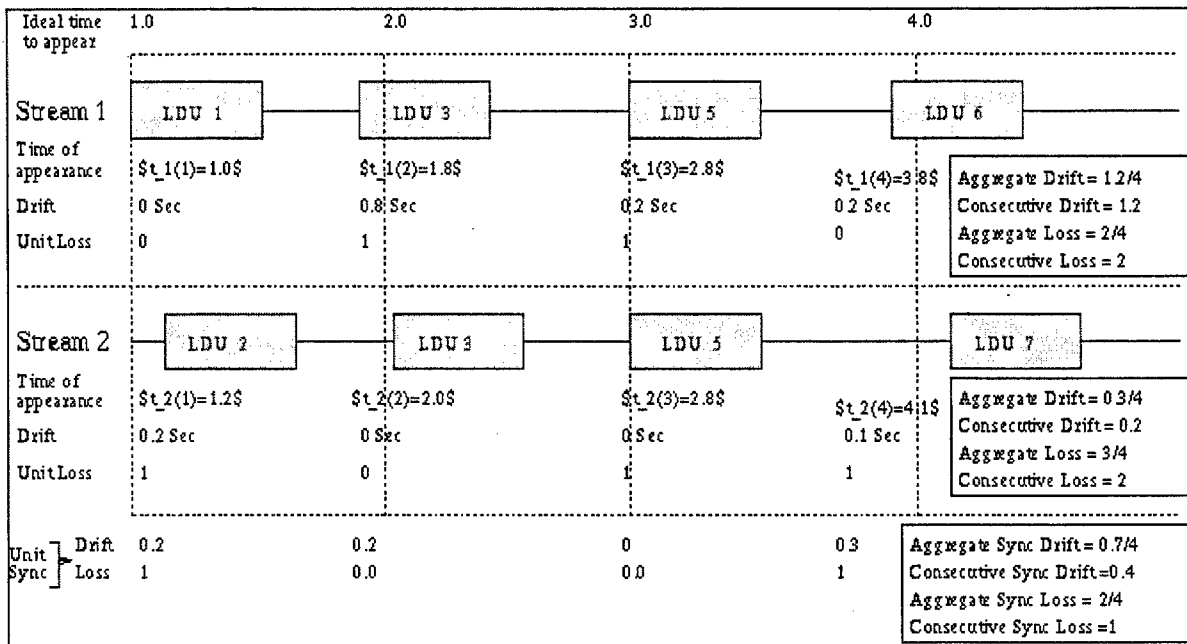 Ideal time to appear 1.0 2.0 3.0 4.0
Stream 1 LDU 1 LDU 3 LDU 5 LDU 6
Time of appearance $t_1(1)=1.0$ $t_1(2)=1.8$ $t_1(3)=2.8$ $t_1(4)=3.8$
Drift 0 Sec 0.8 Sec 0.2 Sec 0.2 Sec
Unit Loss 0 1 1 0
Aggregate Drift = 1.2/4
Consecutive Drift = 1.2
Aggregate Loss = 2/4
Consecutive Loss = 2
Stream 2 LDU 2 LDU 3 LDU 5 LDU 7
Time of appearance $t_2(1)=1.2$ $t_2(2)=2.0$ $t_2(3)=2.8$ $t_2(4)=4.1$
Drift 0.2 Sec 0 Sec 0 Sec 0.1 Sec
Unit Loss 1 0 1 1
Aggregate Drift = 0.3/4
Consecutive Drift = 0.2
Aggregate Loss = 3/4
Consecutive Loss = 2
Unit Sync
Drift 0.2 0.2 0 0.3
Loss 1 0.0 0.0 1
Aggregate Sync Drift = 0.7/4
Consecutive Sync Drift =0.4
Aggregate Sync Loss = 2/4
Consecutive Sync Loss =1